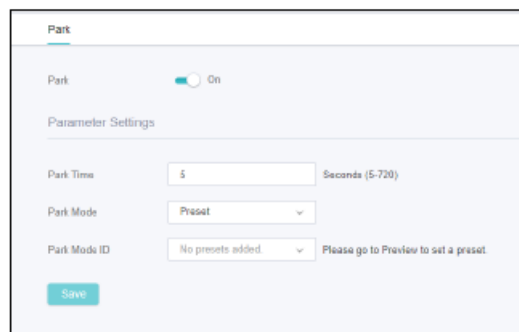 Park
Park On
Parameter Settings
Park Time 5 Seconds (5-720)
Park Mode Preset
Park Mode ID No presets added. Please go to Preview to set a preset.
Save